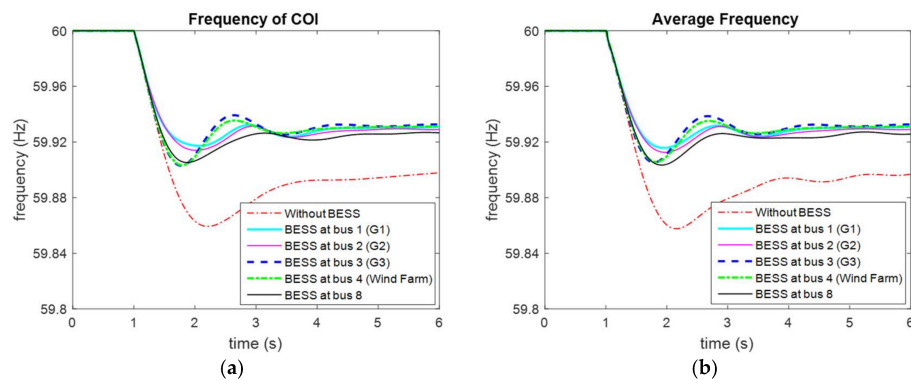 Frequency of COI
60
59.96
59.92
59.88
59.84
59.8
frequency (Hz)
Without BESS
BESS at bus 1 (G1)
BESS at bus 2 (G2)
BESS at bus 3 (G3)
BESS at bus 4 (Wind Farm)
BESS at bus 8
0 1 2 3 4 5 6
time (s)
(a)
Average Frequency
60
59.96
59.92
59.88
59.84
59.8
frequency (Hz)
Without BESS
BESS at bus 1 (G1)
BESS at bus 2 (G2)
BESS at bus 3 (G3)
BESS at bus 4 (Wind Farm)
BESS at bus 8
0 1 2 3 4 5 6
time (s)
(b)